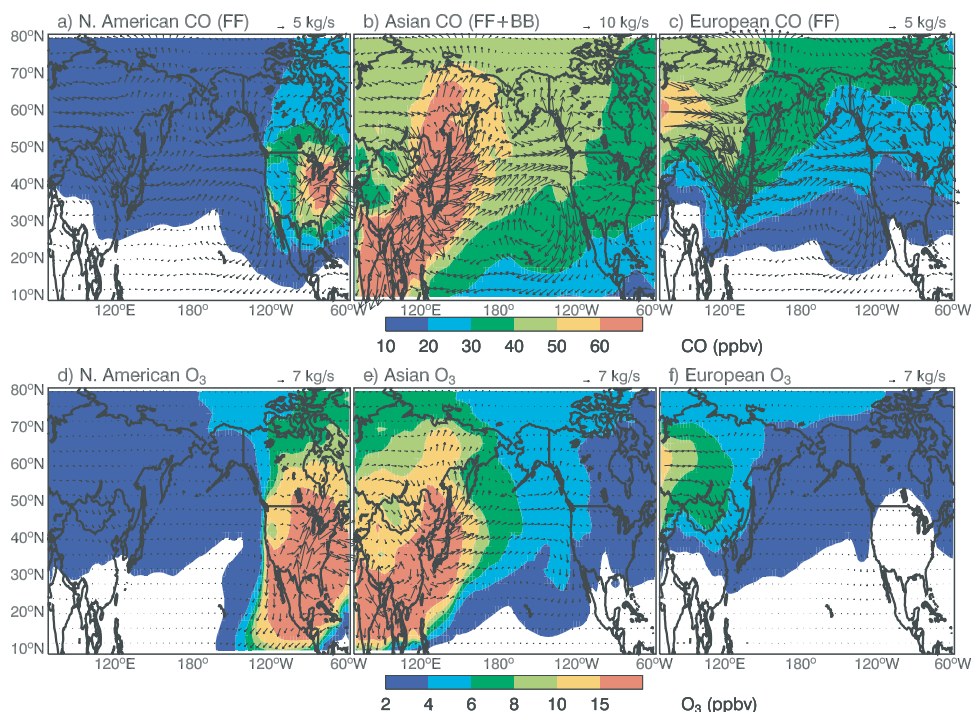 a) N. American CO (FF) → 5 kg/s b) Asian CO (FF+BB) → 10 kg/s c) European CO (FF) → 5 kg/s
80°N
70°N
60°N
50°N
40°N
30°N
20°N
10°N
120°E 180° 120°W 60°W 120°E 180° 120°W 60°W 120°E 180° 120°W 60°W
10 20 30 40 50 60 CO (ppbv)
d) N. American O₃ → 7 kg/s e) Asian O₃ → 7 kg/s f) European O₃ → 7 kg/s
80°N
70°N
60°N
50°N
40°N
30°N
20°N
10°N
120°E 180° 120°W 60°W 120°E 180° 120°W 60°W 120°E 180° 120°W 60°W
2 4 6 8 10 15 O₃ (ppbv)